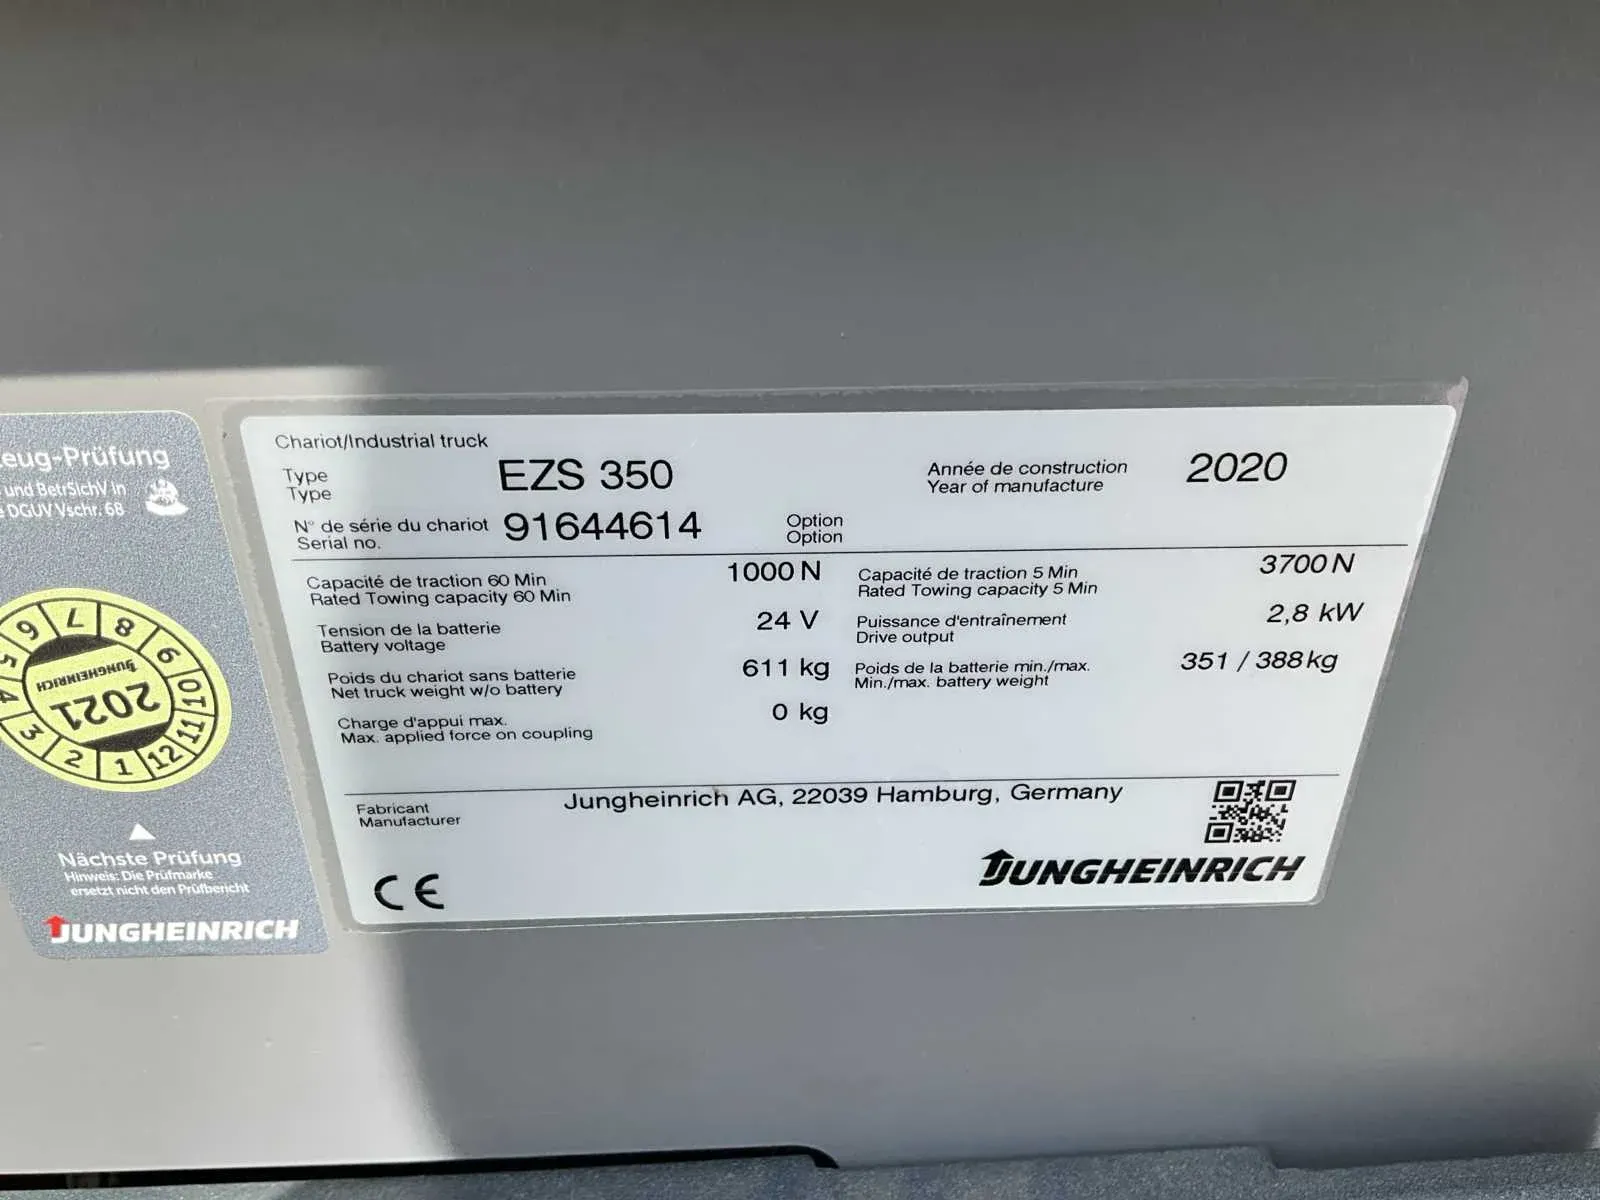 Chariot/Industrial truck
Type
Type
EZS 350
Année de construction
Year of manufacture
2020
N° de série du chariot
Serial no.
91644614
Option
Option
Capacité de traction 60 Min
Rated Towing capacity 60 Min
1000 N
Capacité de traction 5 Min
Rated Towing capacity 5 Min
3700 N
Tension de la batterie
Battery voltage
24 V
Puissance d'entraînement
Drive output
2,8 kW
Poids du chariot sans batterie
Net truck weight w/o battery
611 kg
Poids de la batterie min./max.
Min./max. battery weight
351 / 388 kg
Charge d'appui max.
Max. applied force on coupling
0 kg
Fabricant
Manufacturer
Jungheinrich AG, 22039 Hamburg, Germany
CE
JUNGHEINRICH
eug-Prüfung
und BetrSichV in
DGUV Vschr. 68
1 2 3 4 5 6 7 8 9 10 11 12
JUNGHEINRICH
2021
Nächste Prüfung
Hinweis: Die Prüfmarke
ersetzt nicht den Prüfbericht
JUNGHEINRICH